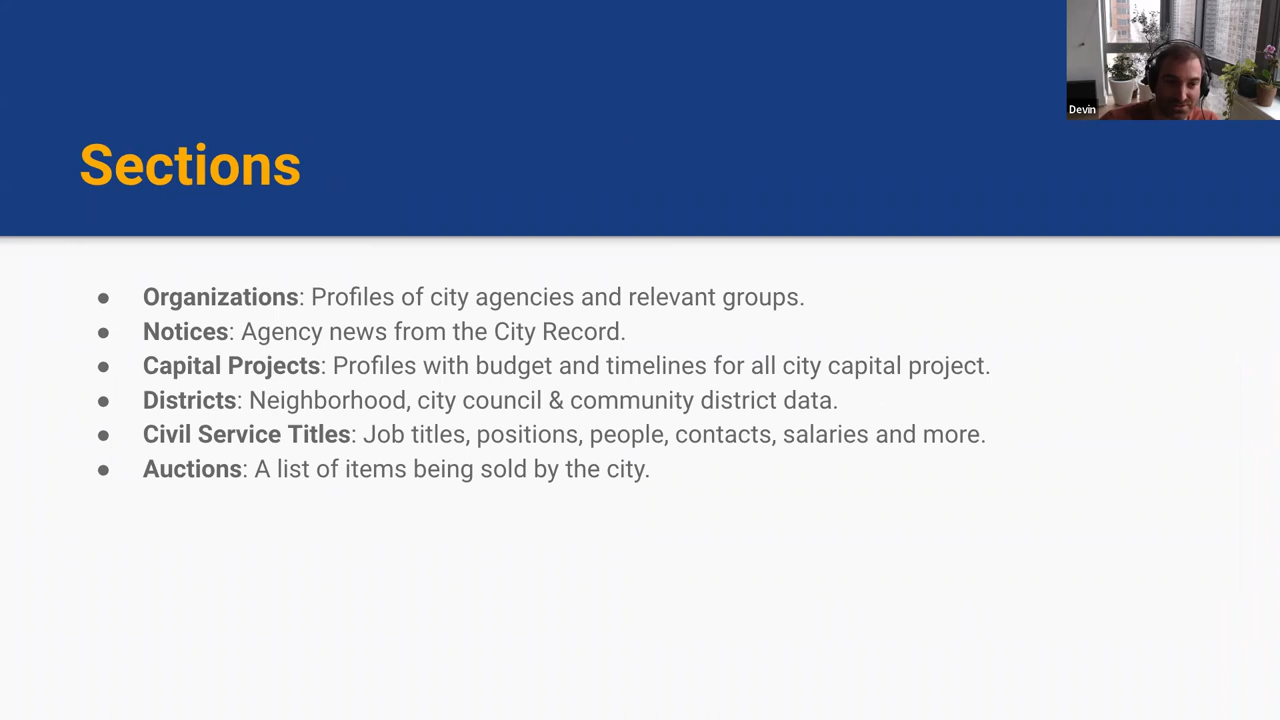 Devin
Sections
● Organizations: Profiles of city agencies and relevant groups.
● Notices: Agency news from the City Record.
● Capital Projects: Profiles with budget and timelines for all city capital project.
● Districts: Neighborhood, city council & community district data.
● Civil Service Titles: Job titles, positions, people, contacts, salaries and more.
● Auctions: A list of items being sold by the city.